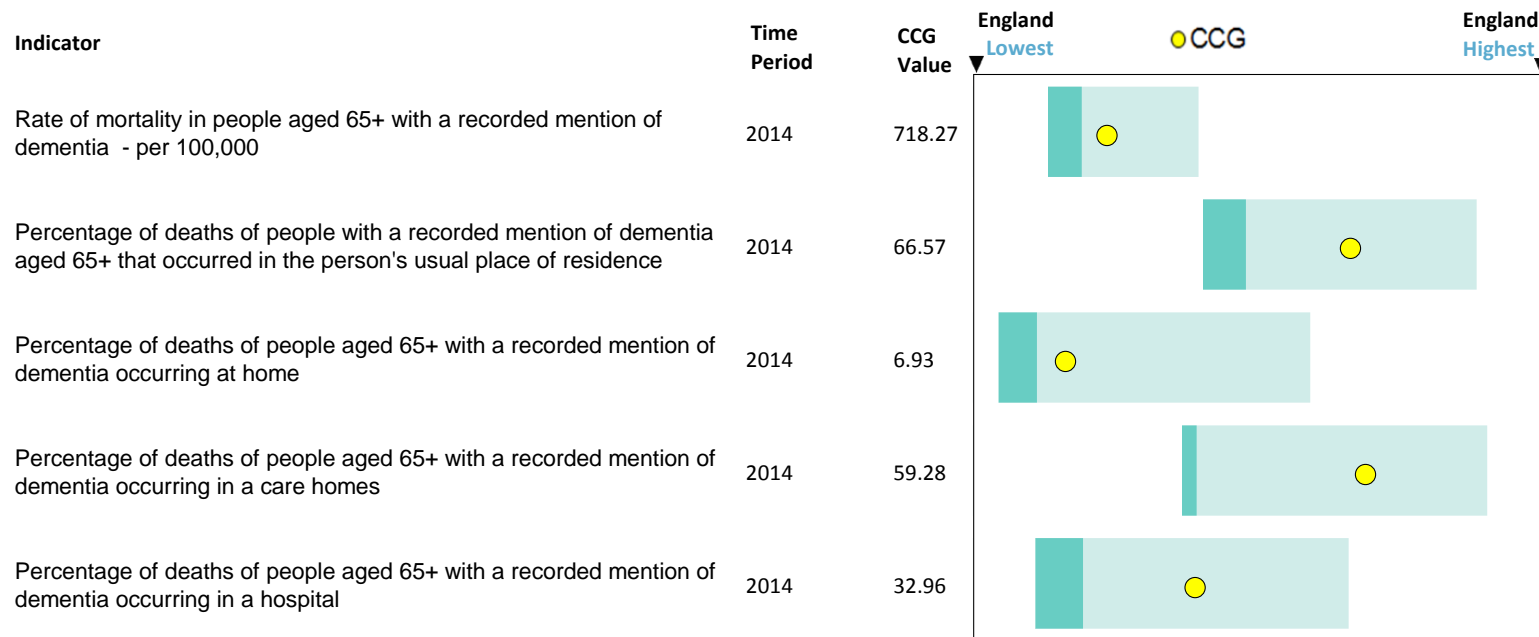 Indicator
Time
Period
CCG
Value
England
Lowest
CCG
England
Highest
Rate of mortality in people aged 65+ with a recorded mention of
dementia - per 100,000
2014
718.27
Percentage of deaths of people with a recorded mention of dementia
aged 65+ that occurred in the person's usual place of residence
2014
66.57
Percentage of deaths of people aged 65+ with a recorded mention of
dementia occurring at home
2014
6.93
Percentage of deaths of people aged 65+ with a recorded mention of
dementia occurring in a care homes
2014
59.28
Percentage of deaths of people aged 65+ with a recorded mention of
dementia occurring in a hospital
2014
32.96